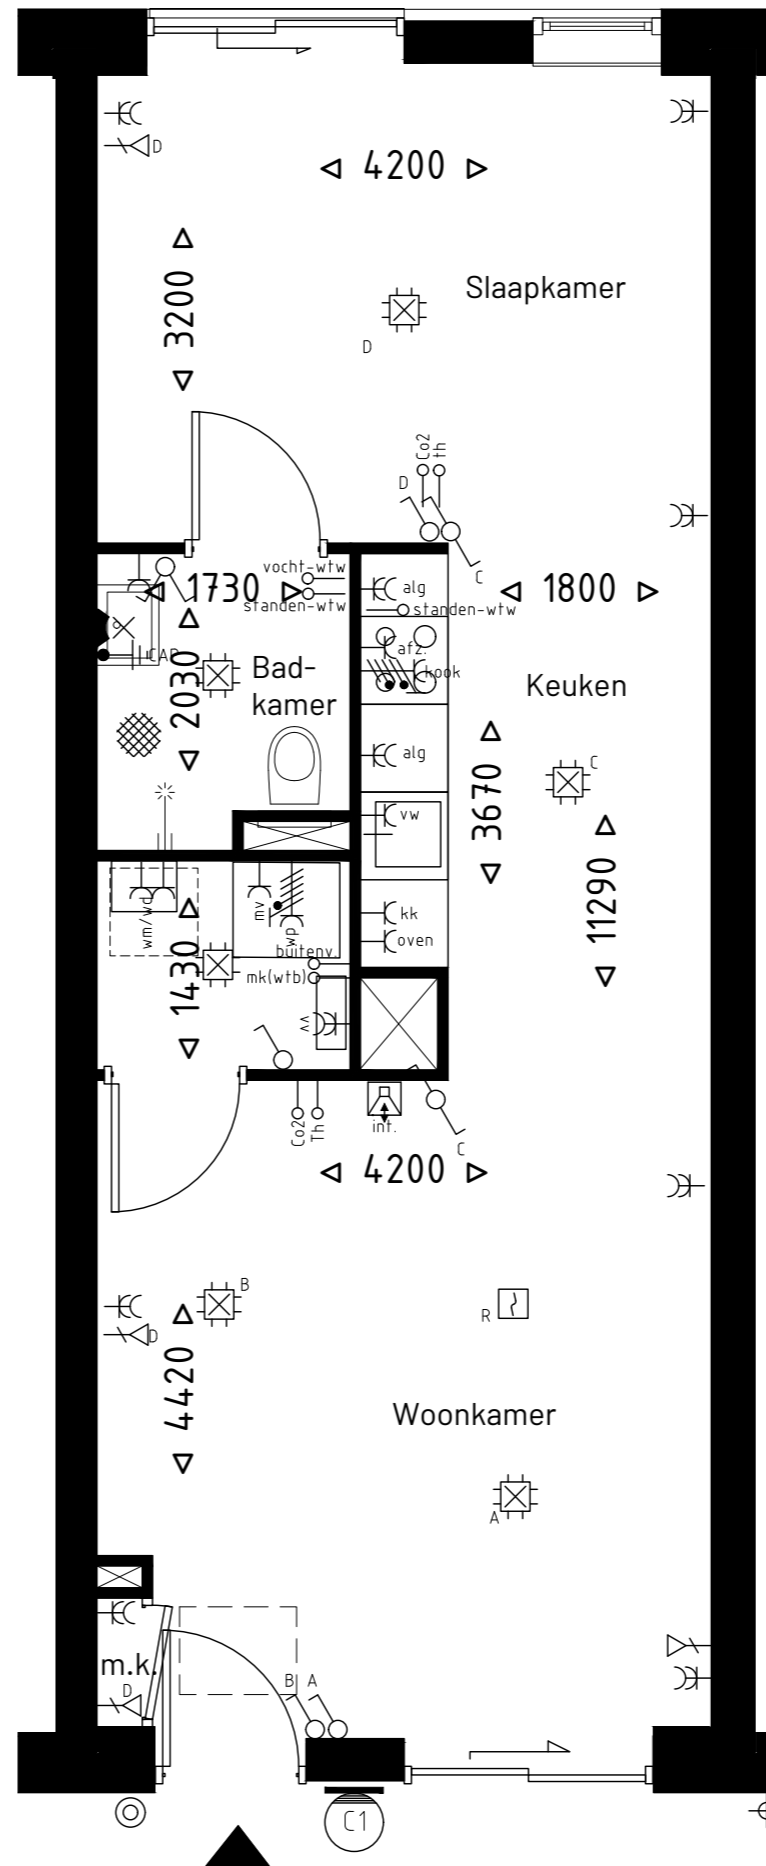 D
4200
3200
Slaapkamer
D
Co2
th
D
C
vocht-wtw
1730
standen-wtw
alg
standen-wtw
1800
CAP
2030
Bad-
kamer
afz.
kook
Keuken
alg
C
3670
vw
11290
wm/wd
mv
wp
kk
oven
1430
buitenv.
mk(wtb)
Co2
Th
int.
C
4200
B
R
D
4420
Woonkamer
A
m.k.
D
B
A
C1